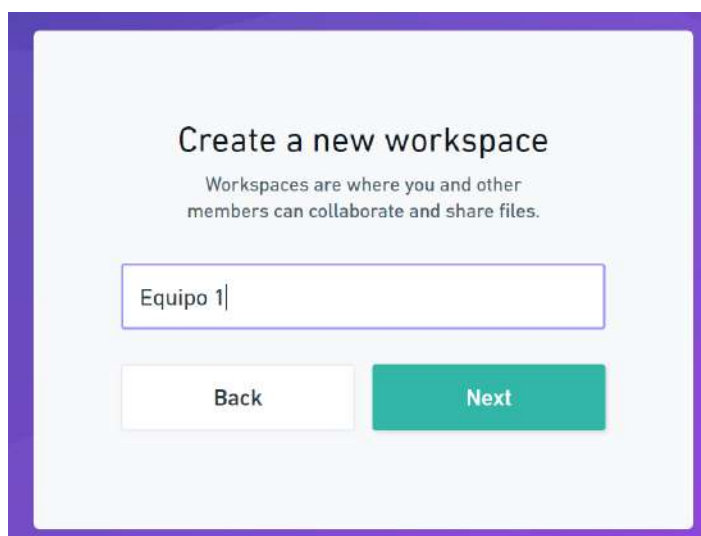 Create a new workspace
Workspaces are where you and other
members can collaborate and share files.
Equipo 1
Back
Next